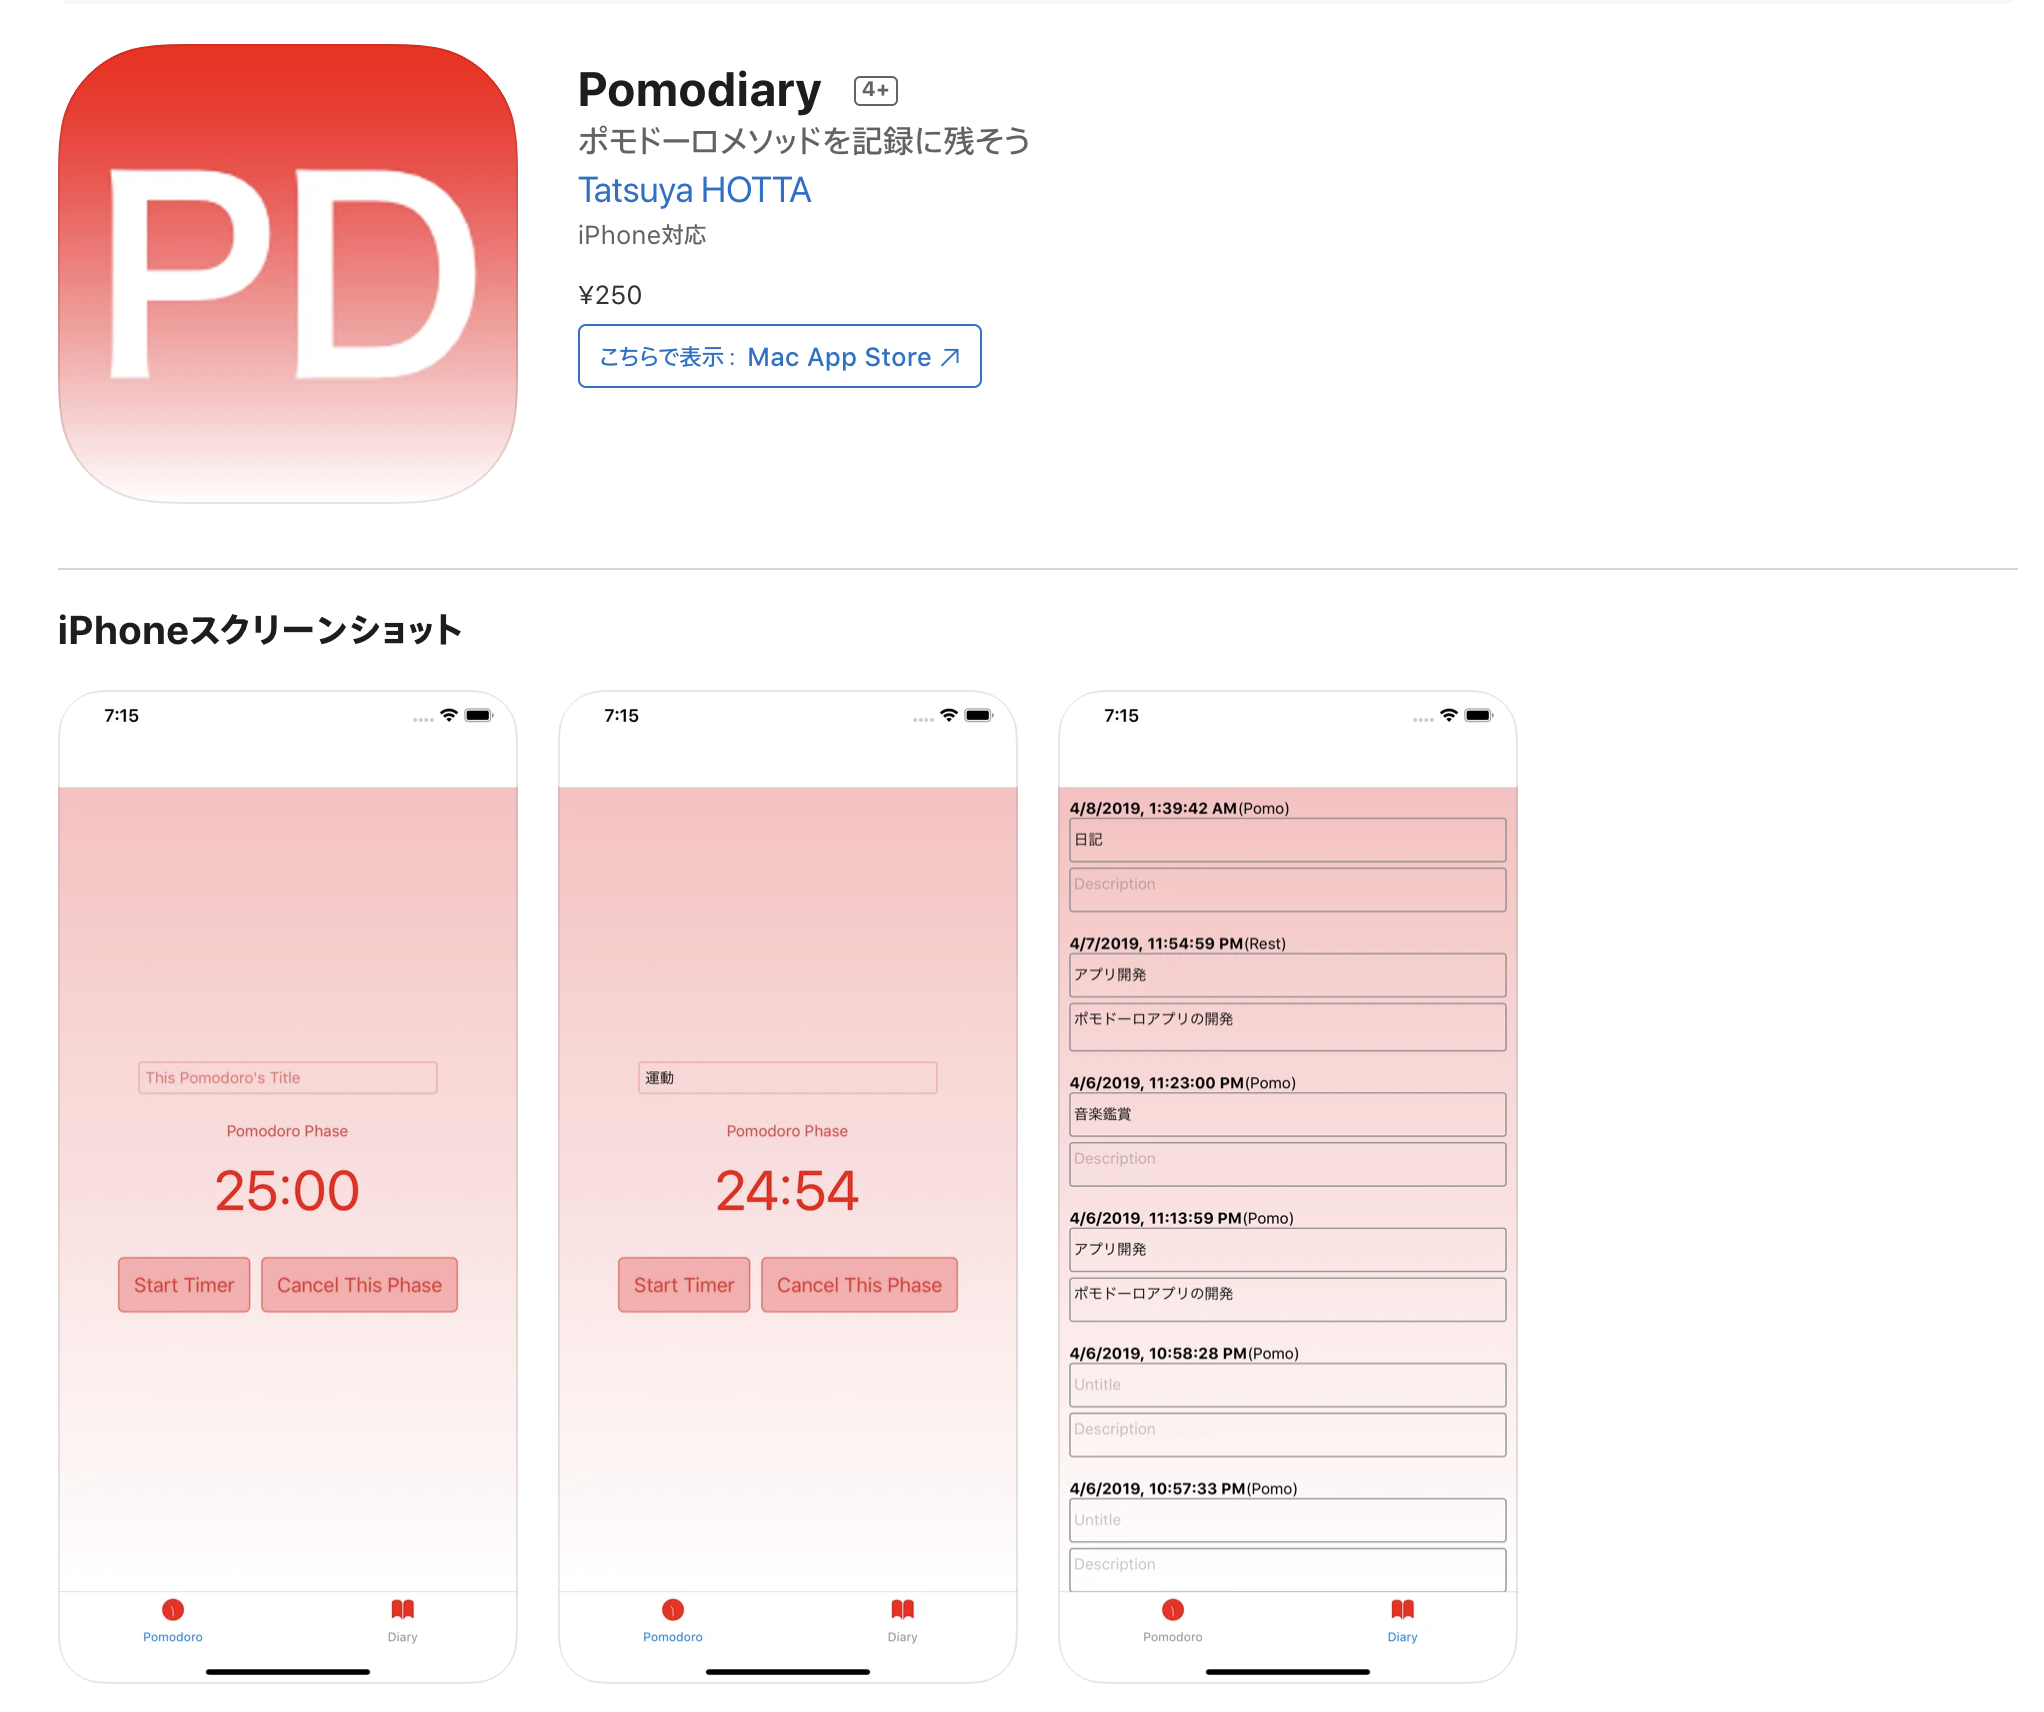 PD
Pomodiary 4+
ポモドーロメソッドを記録に残そう
Tatsuya HOTTA
iPhone対応
¥250
こちらで表示: Mac App Store ↗
iPhoneスクリーンショット
7:15
This Pomodoro's Title
Pomodoro Phase
25:00
Start Timer Cancel This Phase
Pomodoro Diary
7:15
運動
Pomodoro Phase
24:54
Start Timer Cancel This Phase
Pomodoro Diary
7:15
4/8/2019, 1:39:42 AM(Pomo)
日記
Description
4/7/2019, 11:54:59 PM(Rest)
アプリ開発
ポモドーロアプリの開発
4/6/2019, 11:23:00 PM(Pomo)
音楽鑑賞
Description
4/6/2019, 11:13:59 PM(Pomo)
アプリ開発
ポモドーロアプリの開発
4/6/2019, 10:58:28 PM(Pomo)
Untitle
Description
4/6/2019, 10:57:33 PM(Pomo)
Untitle
Description
Pomodoro Diary